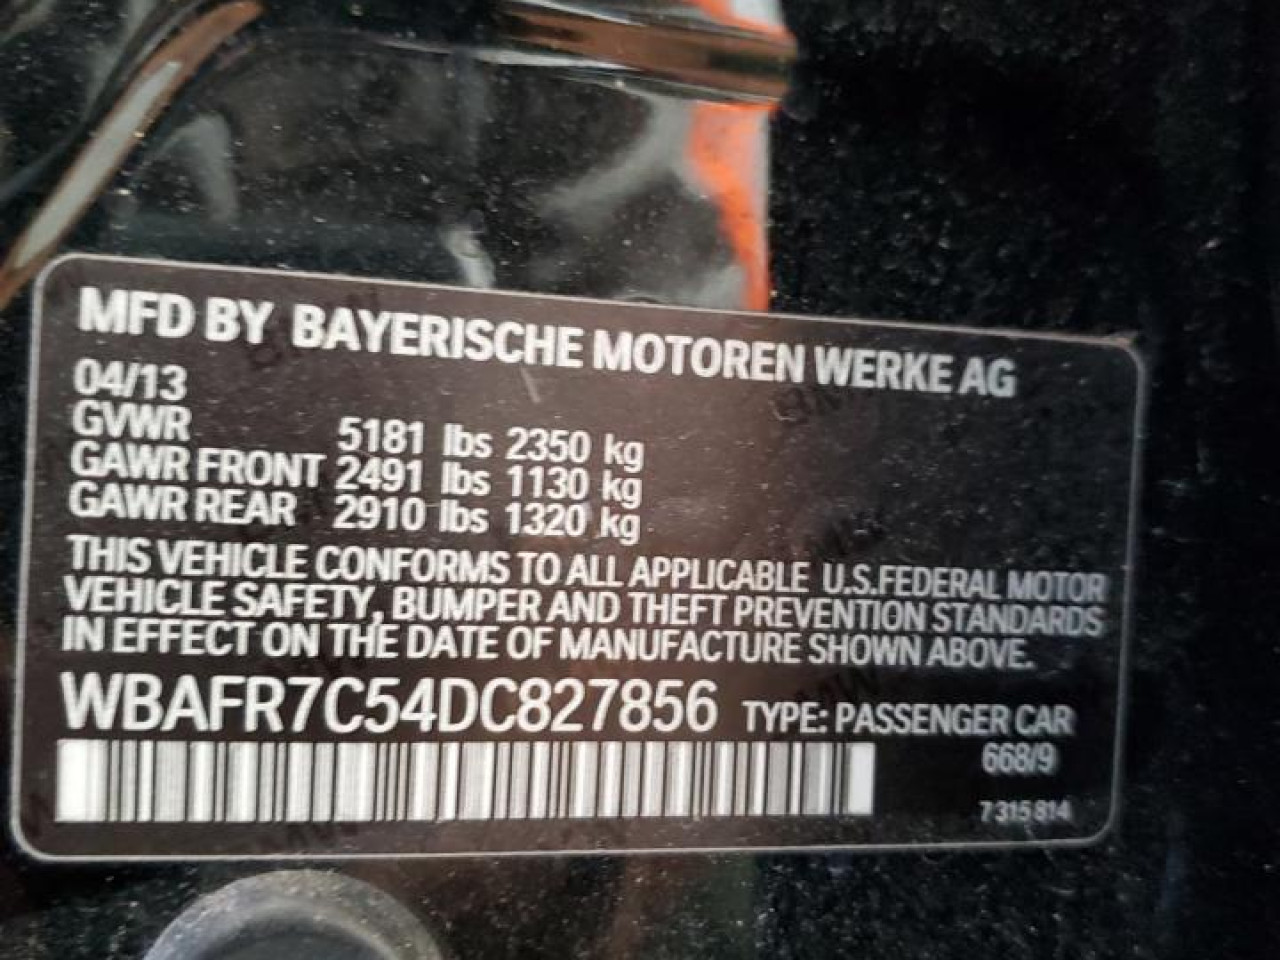 MFD BY BAYERISCHE MOTOREN WERKE AG
04/13
GVWR 5181 lbs 2350 kg
GAWR FRONT 2491 lbs 1130 kg
GAWR REAR 2910 lbs 1320 kg
THIS VEHICLE CONFORMS TO ALL APPLICABLE U.S.FEDERAL MOTOR
VEHICLE SAFETY, BUMPER AND THEFT PREVENTION STANDARDS
IN EFFECT ON THE DATE OF MANUFACTURE SHOWN ABOVE.
WBAFR7C54DC827856 TYPE: PASSENGER CAR
668/9
7 315 814